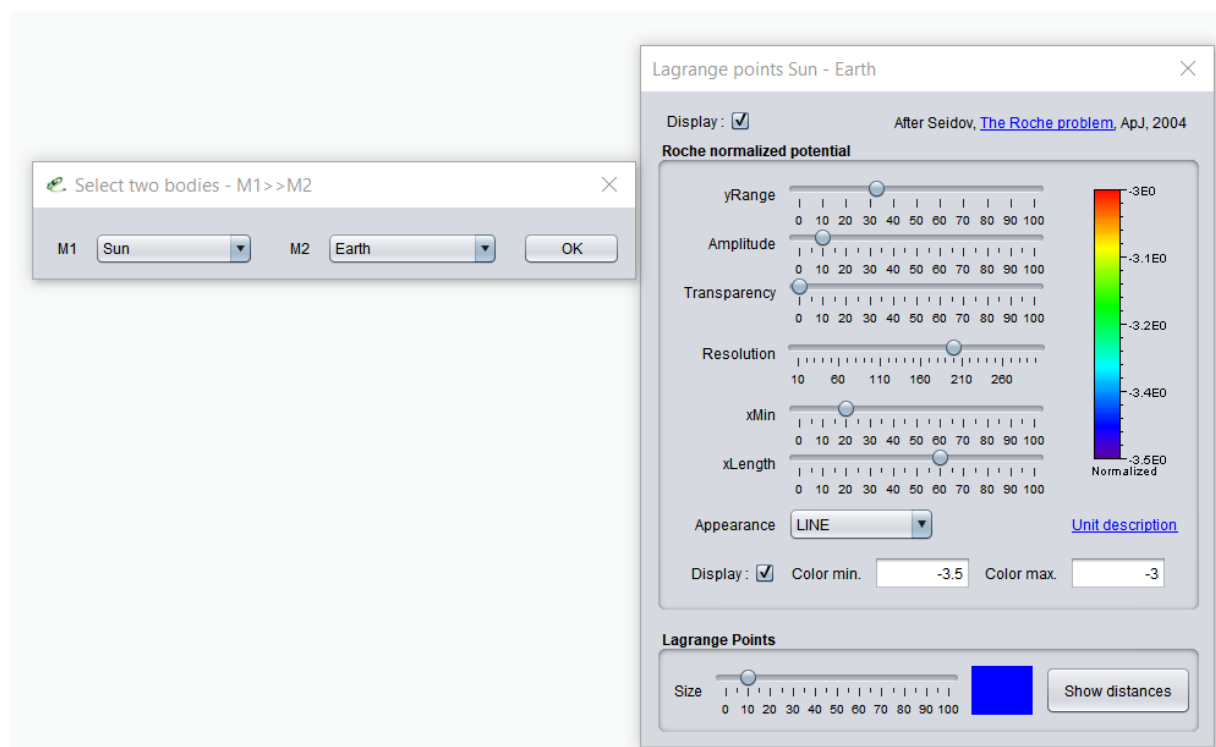 Select two bodies - M1>>M2
M1 Sun M2 Earth OK
Lagrange points Sun - Earth
Display : After Seidov, The Roche problem, ApJ, 2004
Roche normalized potential
yRange
0 10 20 30 40 50 60 70 80 90 100
Amplitude
0 10 20 30 40 50 60 70 80 90 100
Transparency
0 10 20 30 40 50 60 70 80 90 100
Resolution
10 60 110 160 210 260
xMin
0 10 20 30 40 50 60 70 80 90 100
xLength
0 10 20 30 40 50 60 70 80 90 100
-3E0
-3.1E0
-3.2E0
-3.4E0
-3.5E0
Normalized
Appearance LINE Unit description
Display : Color min. -3.5 Color max. -3
Lagrange Points
Size Show distances
0 10 20 30 40 50 60 70 80 90 100